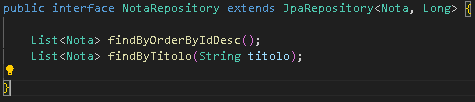 public interface NotaRepository extends JpaRepository<Nota, Long> {
List<Nota> findByOrderByIdDesc();
List<Nota> findByTitolo(String titolo);
}